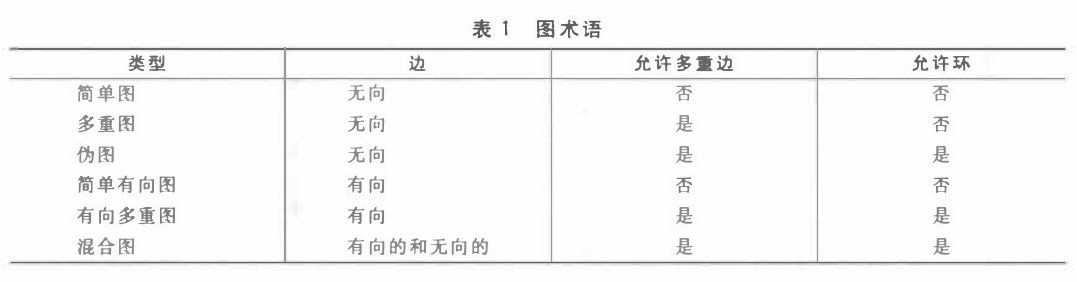 表 1 图术语
类型 边 允许多重边 允许环
简单图 无向 否 否
多重图 无向 是 否
伪图 无向 是 是
简单有向图 有向 否 否
有向多重图 有向 是 是
混合图 有向的和无向的 是 是